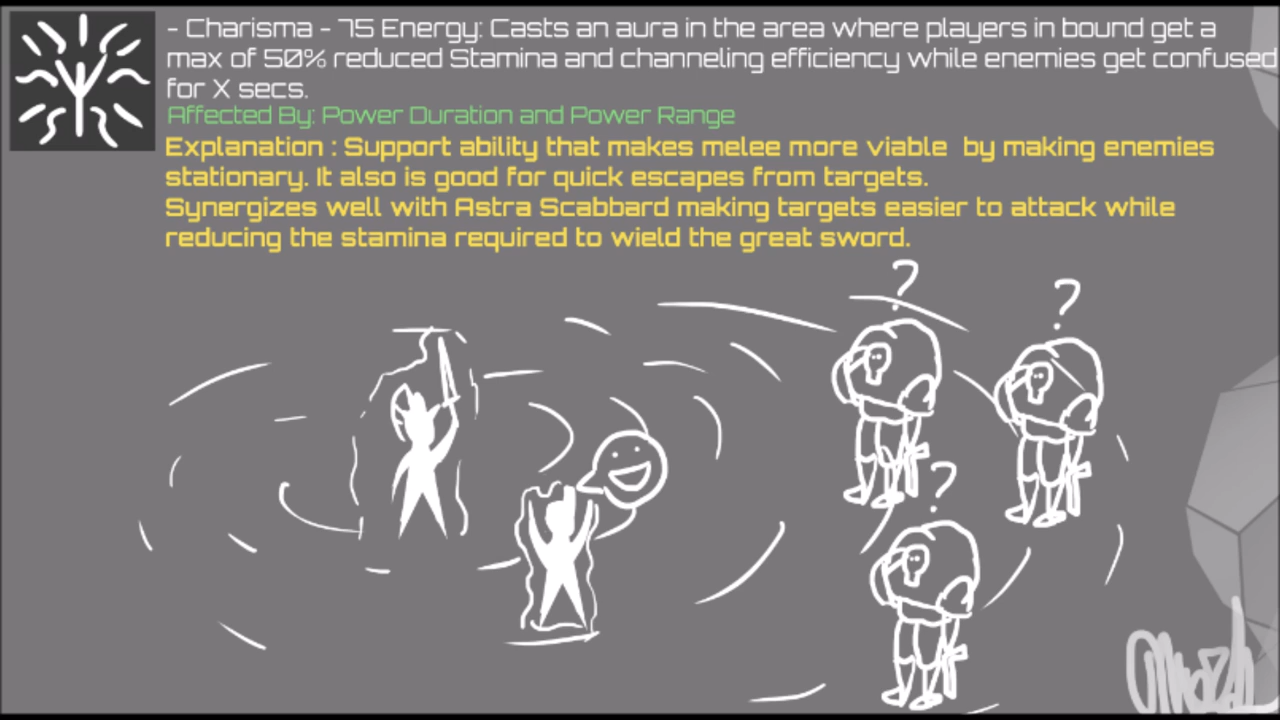 - Charisma - 75 Energy: Casts an aura in the area where players in bound get a
max of 50% reduced Stamina and channeling efficiency while enemies get confused
for X secs.
Affected By: Power Duration and Power Range
Explanation : Support ability that makes melee more viable by making enemies
stationary. It also is good for quick escapes from targets.
Synergizes well with Astra Scabbard making targets easier to attack while
reducing the stamina required to wield the great sword.
?
?
?